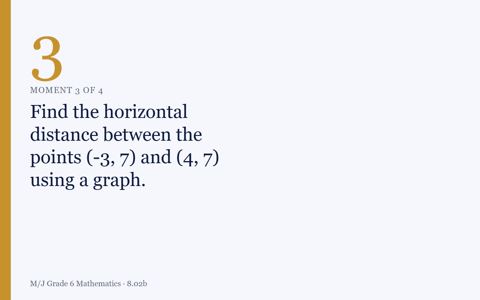 3
MOMENT 3 OF 4
Find the horizontal
distance between the
points (-3, 7) and (4, 7)
using a graph.
M/J Grade 6 Mathematics · 8.02b